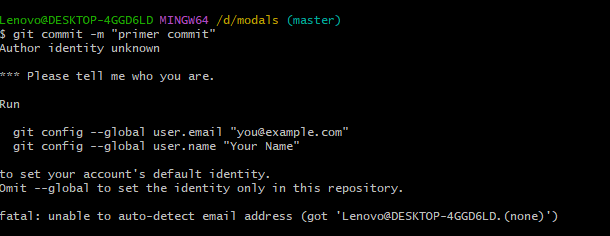 Lenovo@DESKTOP-4GGD6LD MINGW64 /d/modals (master)
$ git commit -m "primer commit"
Author identity unknown
*** Please tell me who you are.
Run
git config --global user.email "you@example.com"
git config --global user.name "Your Name"
to set your account's default identity.
Omit --global to set the identity only in this repository.
fatal: unable to auto-detect email address (got 'Lenovo@DESKTOP-4GGD6LD.(none)')